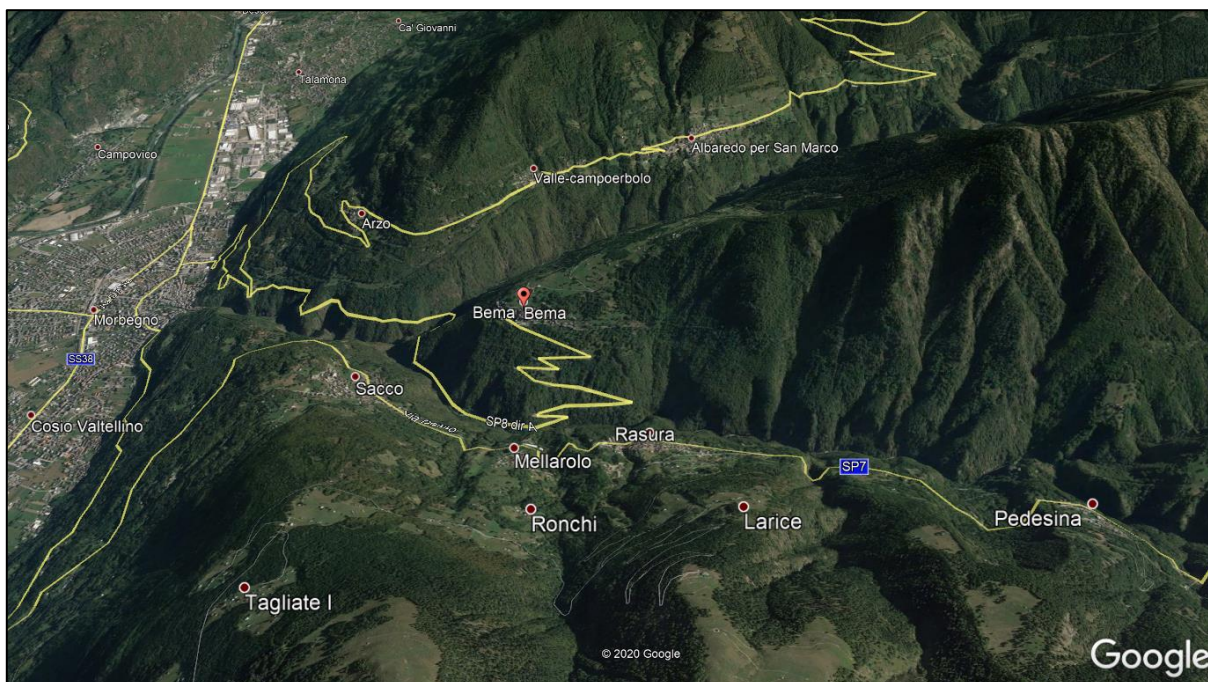 Ca' Giovanni
Talamona
Campovico
Albaredo per San Marco
Valle-campoerbolo
Arzo
Bema Bema
Morbegno
SS38
Sacco
Cosio Valtellino
SP8 dir A
Rasura
Mellarolo
SP7
Ronchi
Larice
Pedesina
Tagliate I
© 2020 Google
Google